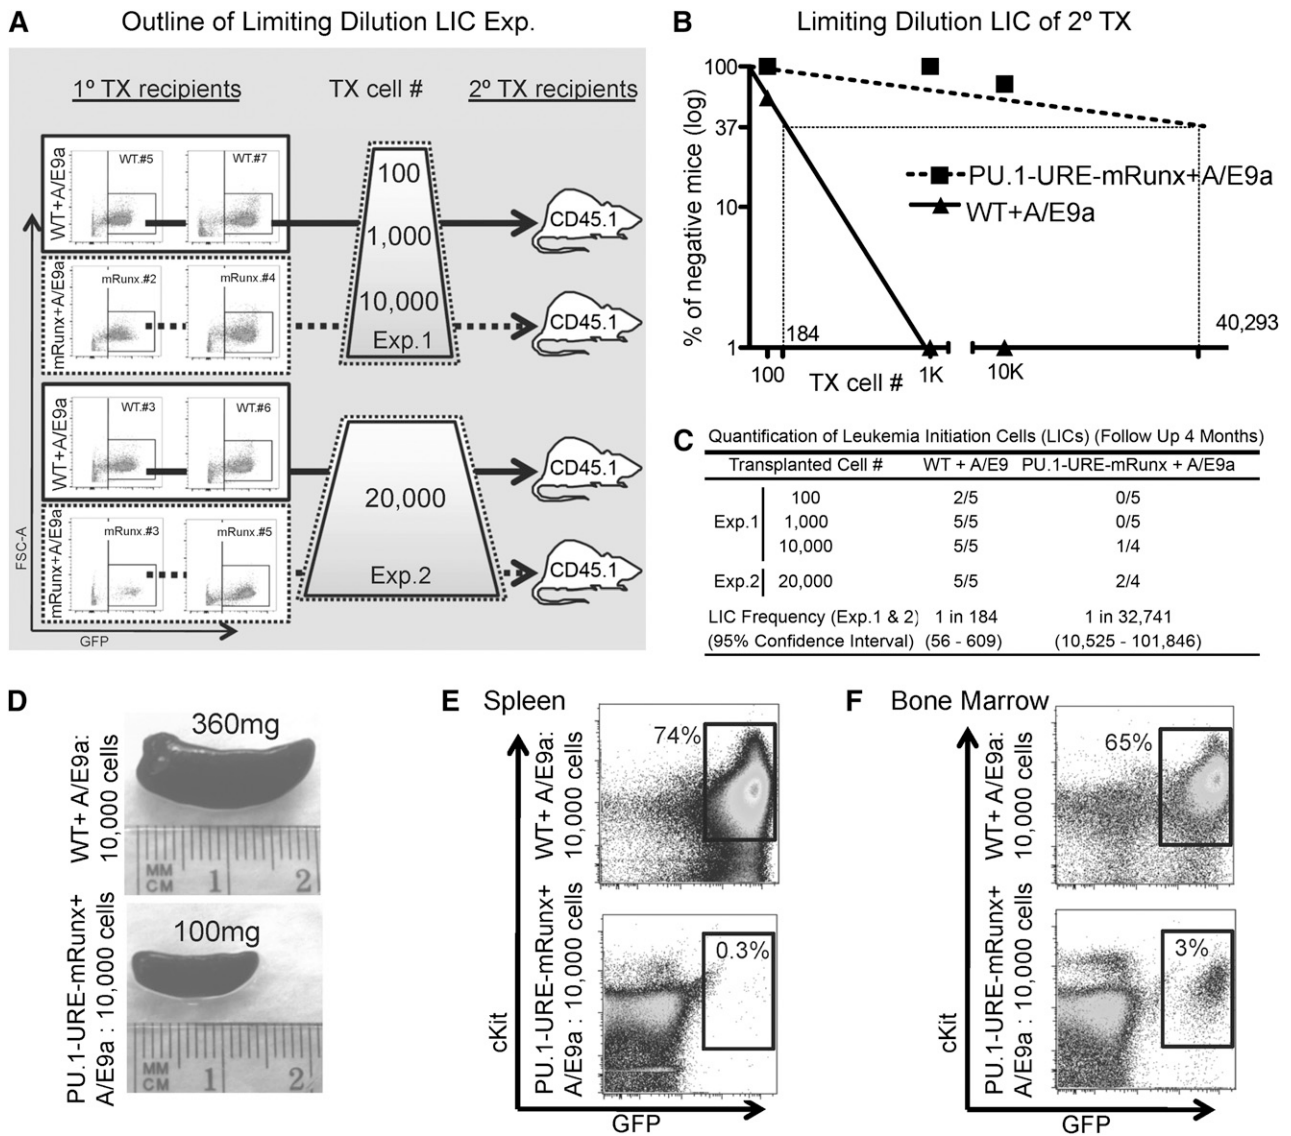 A
Outline of Limiting Dilution LIC Exp.
1º TX recipients
TX cell #
2º TX recipients
WT+A/E9a
WT.#5
WT.#7
100
1,000
10,000
Exp.1
CD45.1
mRunx+A/E9a
mRunx.#2
mRunx.#4
CD45.1
WT+A/E9a
WT.#3
WT.#6
20,000
Exp.2
CD45.1
mRunx+A/E9a
mRunx.#3
mRunx.#5
CD45.1
FSC-A
GFP
B
Limiting Dilution LIC of 2º TX
% of negative mice (log)
100
37
10
1
PU.1-URE-mRunx+A/E9a
WT+A/E9a
184
40,293
100
1K
10K
TX cell #
C
Quantification of Leukemia Initiation Cells (LICs) (Follow Up 4 Months)
Transplanted Cell # WT + A/E9 PU.1-URE-mRunx + A/E9a
100 2/5 0/5
Exp.1 1,000 5/5 0/5
10,000 5/5 1/4
Exp.2 20,000 5/5 2/4
LIC Frequency (Exp.1 & 2) 1 in 184 1 in 32,741
(95% Confidence Interval) (56 - 609) (10,525 - 101,846)
D
WT+ A/E9a:
10,000 cells
360mg
MM
CM
1
2
PU.1-URE-mRunx+
A/E9a : 10,000 cells
100mg
MM
CM
1
2
E
Spleen
WT+ A/E9a:
10,000 cells
74%
PU.1-URE-mRunx+
A/E9a : 10,000 cells
0.3%
cKit
GFP
F
Bone Marrow
WT+ A/E9a:
10,000 cells
65%
PU.1-URE-mRunx+
A/E9a : 10,000 cells
3%
cKit
GFP